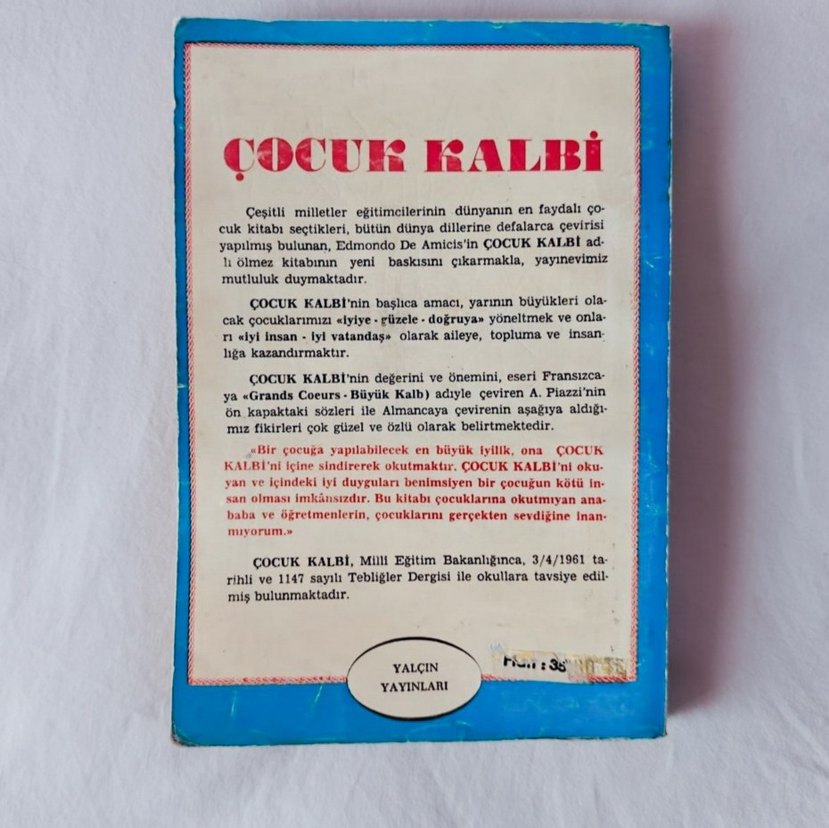 ÇOCUK KALBİ
Çeşitli milletler eğitimcilerinin dünyanın en faydalı ço-
cuk kitabı seçtikleri, bütün dünya dillerine defalarca çevirisi
yapılmış bulunan, Edmondo De Amicis'in ÇOCUK KALBİ ad-
lı ölmez kitabının yeni baskısını çıkarmakla, yayınevimiz
mutluluk duymaktadır.
ÇOCUK KALBİ'nin başlıca amacı, yarının büyükleri ola-
cak çocuklarımızı «iyiye - güzele - doğruya» yöneltmek ve onla-
rı «iyi insan - iyi vatandaş» olarak aileye, topluma ve insan-
lığa kazandırmaktır.
ÇOCUK KALBİ'nin değerini ve önemini, eseri Fransızca-
ya «Grands Coeurs - Büyük Kalb) adıyle çeviren A. Piazzi'nin
ön kapaktaki sözleri ile Almancaya çevirenin aşağıya aldığı-
mız fikirleri çok güzel ve özlü olarak belirtmektedir.
«Bir çocuğa yapılabilecek en büyük iyilik, ona ÇOCUK
KALBİ'ni içine sindirerek okutmaktır. ÇOCUK KALBİ'ni oku-
yan ve içindeki iyi duyguları benimsiyen bir çocuğun kötü in-
san olması imkânsızdır. Bu kitabı çocuklarına okutmıyan ana-
baba ve öğretmenlerin, çocuklarını gerçekten sevdiğine inan-
mıyorum.»
ÇOCUK KALBİ, Milli Eğitim Bakanlığınca, 3/4/1961 ta-
rihli ve 1147 sayılı Tebliğler Dergisi ile okullara tavsiye edil-
miş bulunmaktadır.
YALÇIN
YAYINLARI